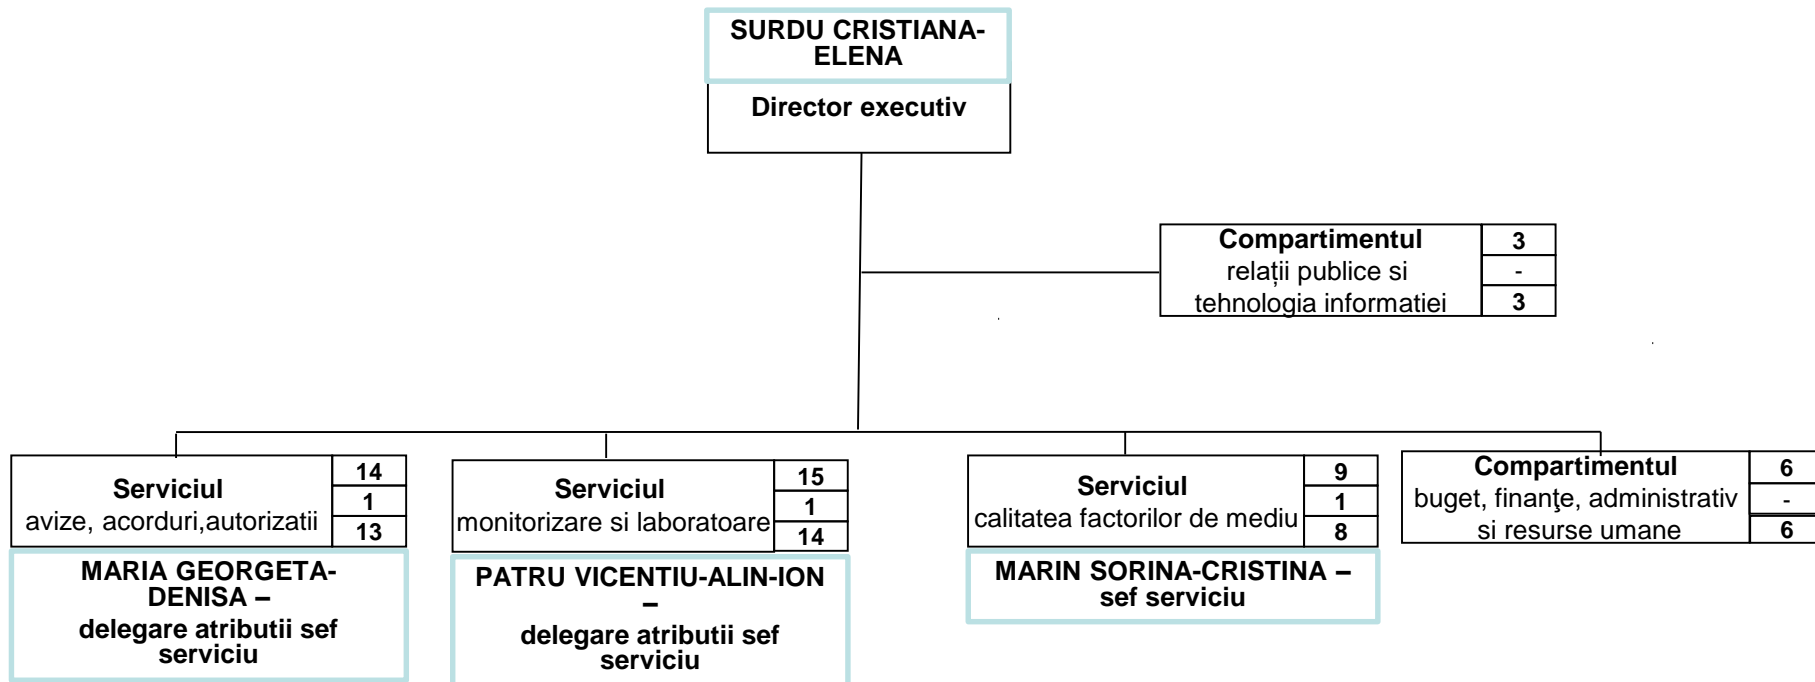 SURDU CRISTIANA-
ELENA
Director executiv
Compartimentul
relații publice si
tehnologia informatiei
3
-
3
Serviciul
avize, acorduri,autorizatii
14
1
13
MARIA GEORGETA-
DENISA –
delegare atributii sef
serviciu
Serviciul
monitorizare si laboratoare
15
1
14
PATRU VICENTIU-ALIN-ION
–
delegare atributii sef
serviciu
Serviciul
calitatea factorilor de mediu
9
1
8
MARIN SORINA-CRISTINA –
sef serviciu
Compartimentul
buget, finanţe, administrativ
si resurse umane
6
-
6